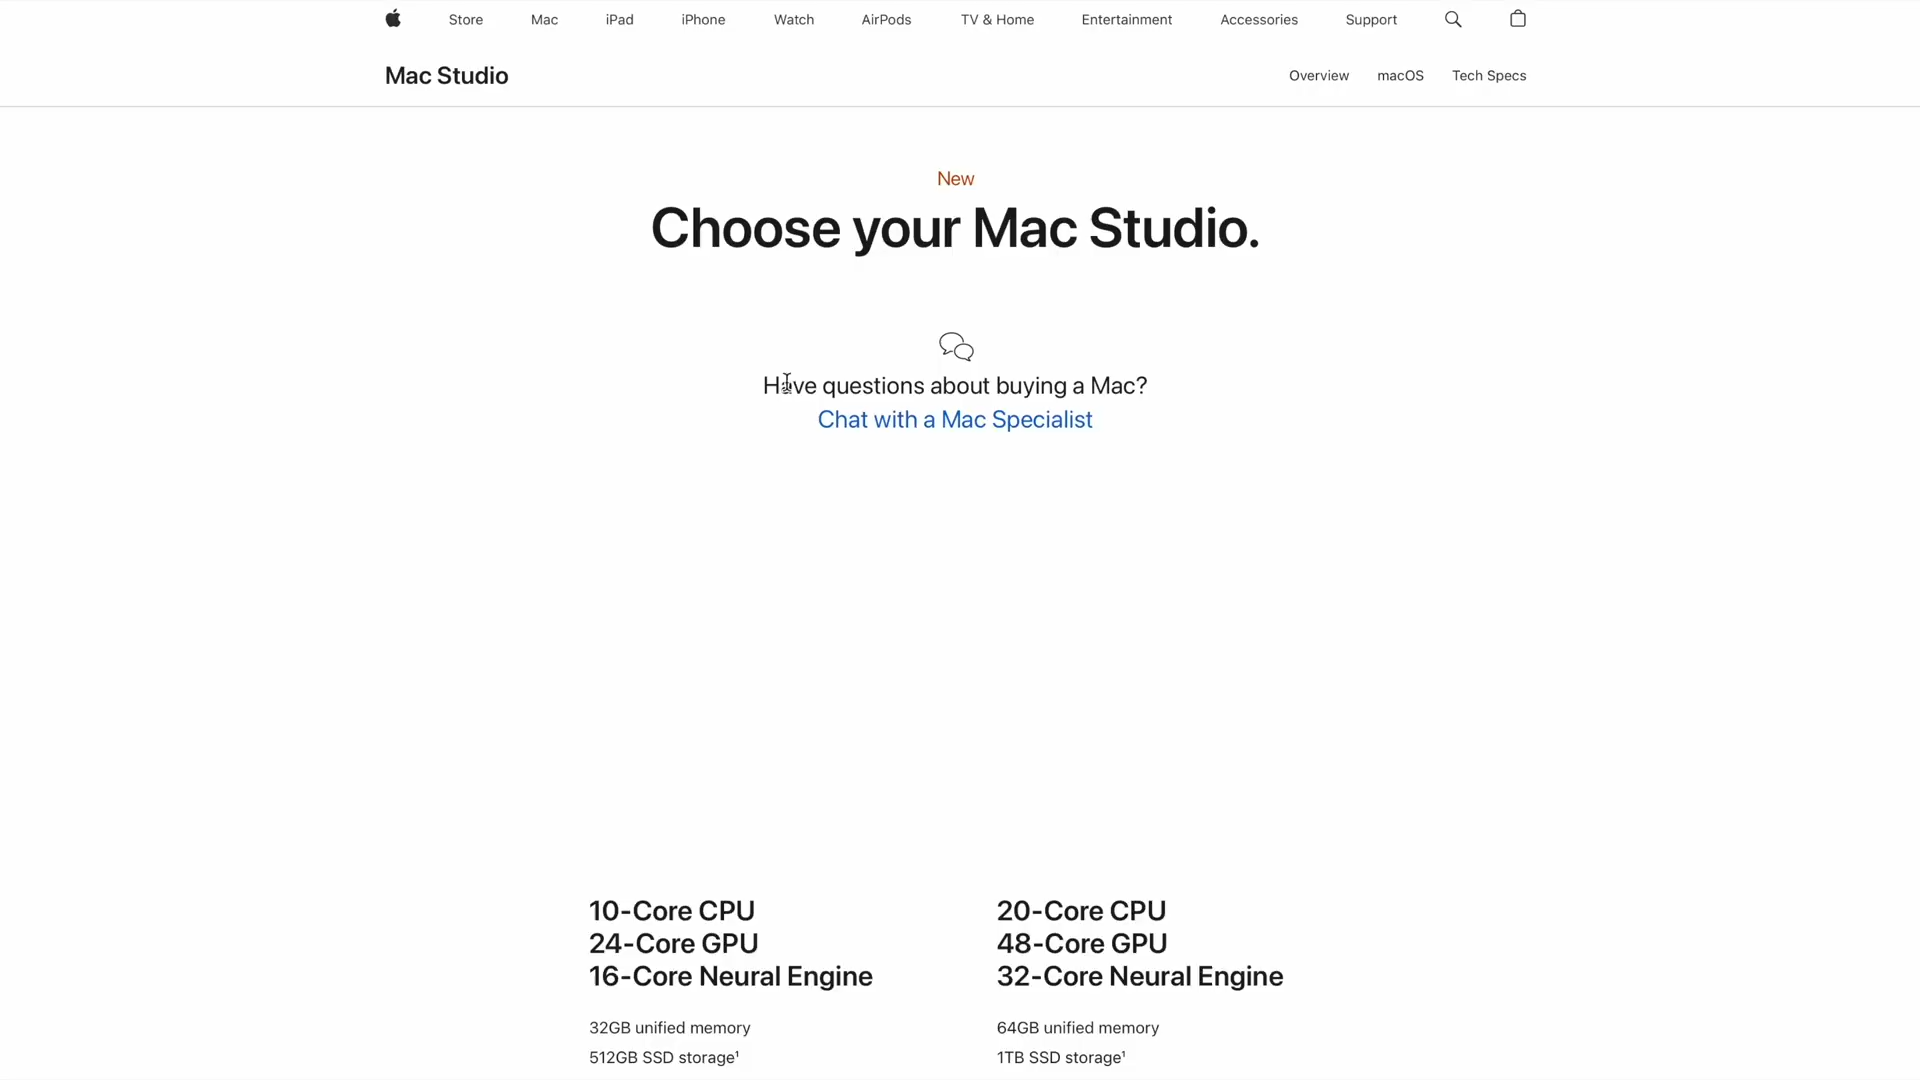 Store Mac iPad iPhone Watch AirPods TV & Home Entertainment Accessories Support
Mac Studio Overview macOS Tech Specs
New
Choose your Mac Studio.
Have questions about buying a Mac?
Chat with a Mac Specialist
10-Core CPU
24-Core GPU
16-Core Neural Engine
32GB unified memory
512GB SSD storage¹
20-Core CPU
48-Core GPU
32-Core Neural Engine
64GB unified memory
1TB SSD storage¹